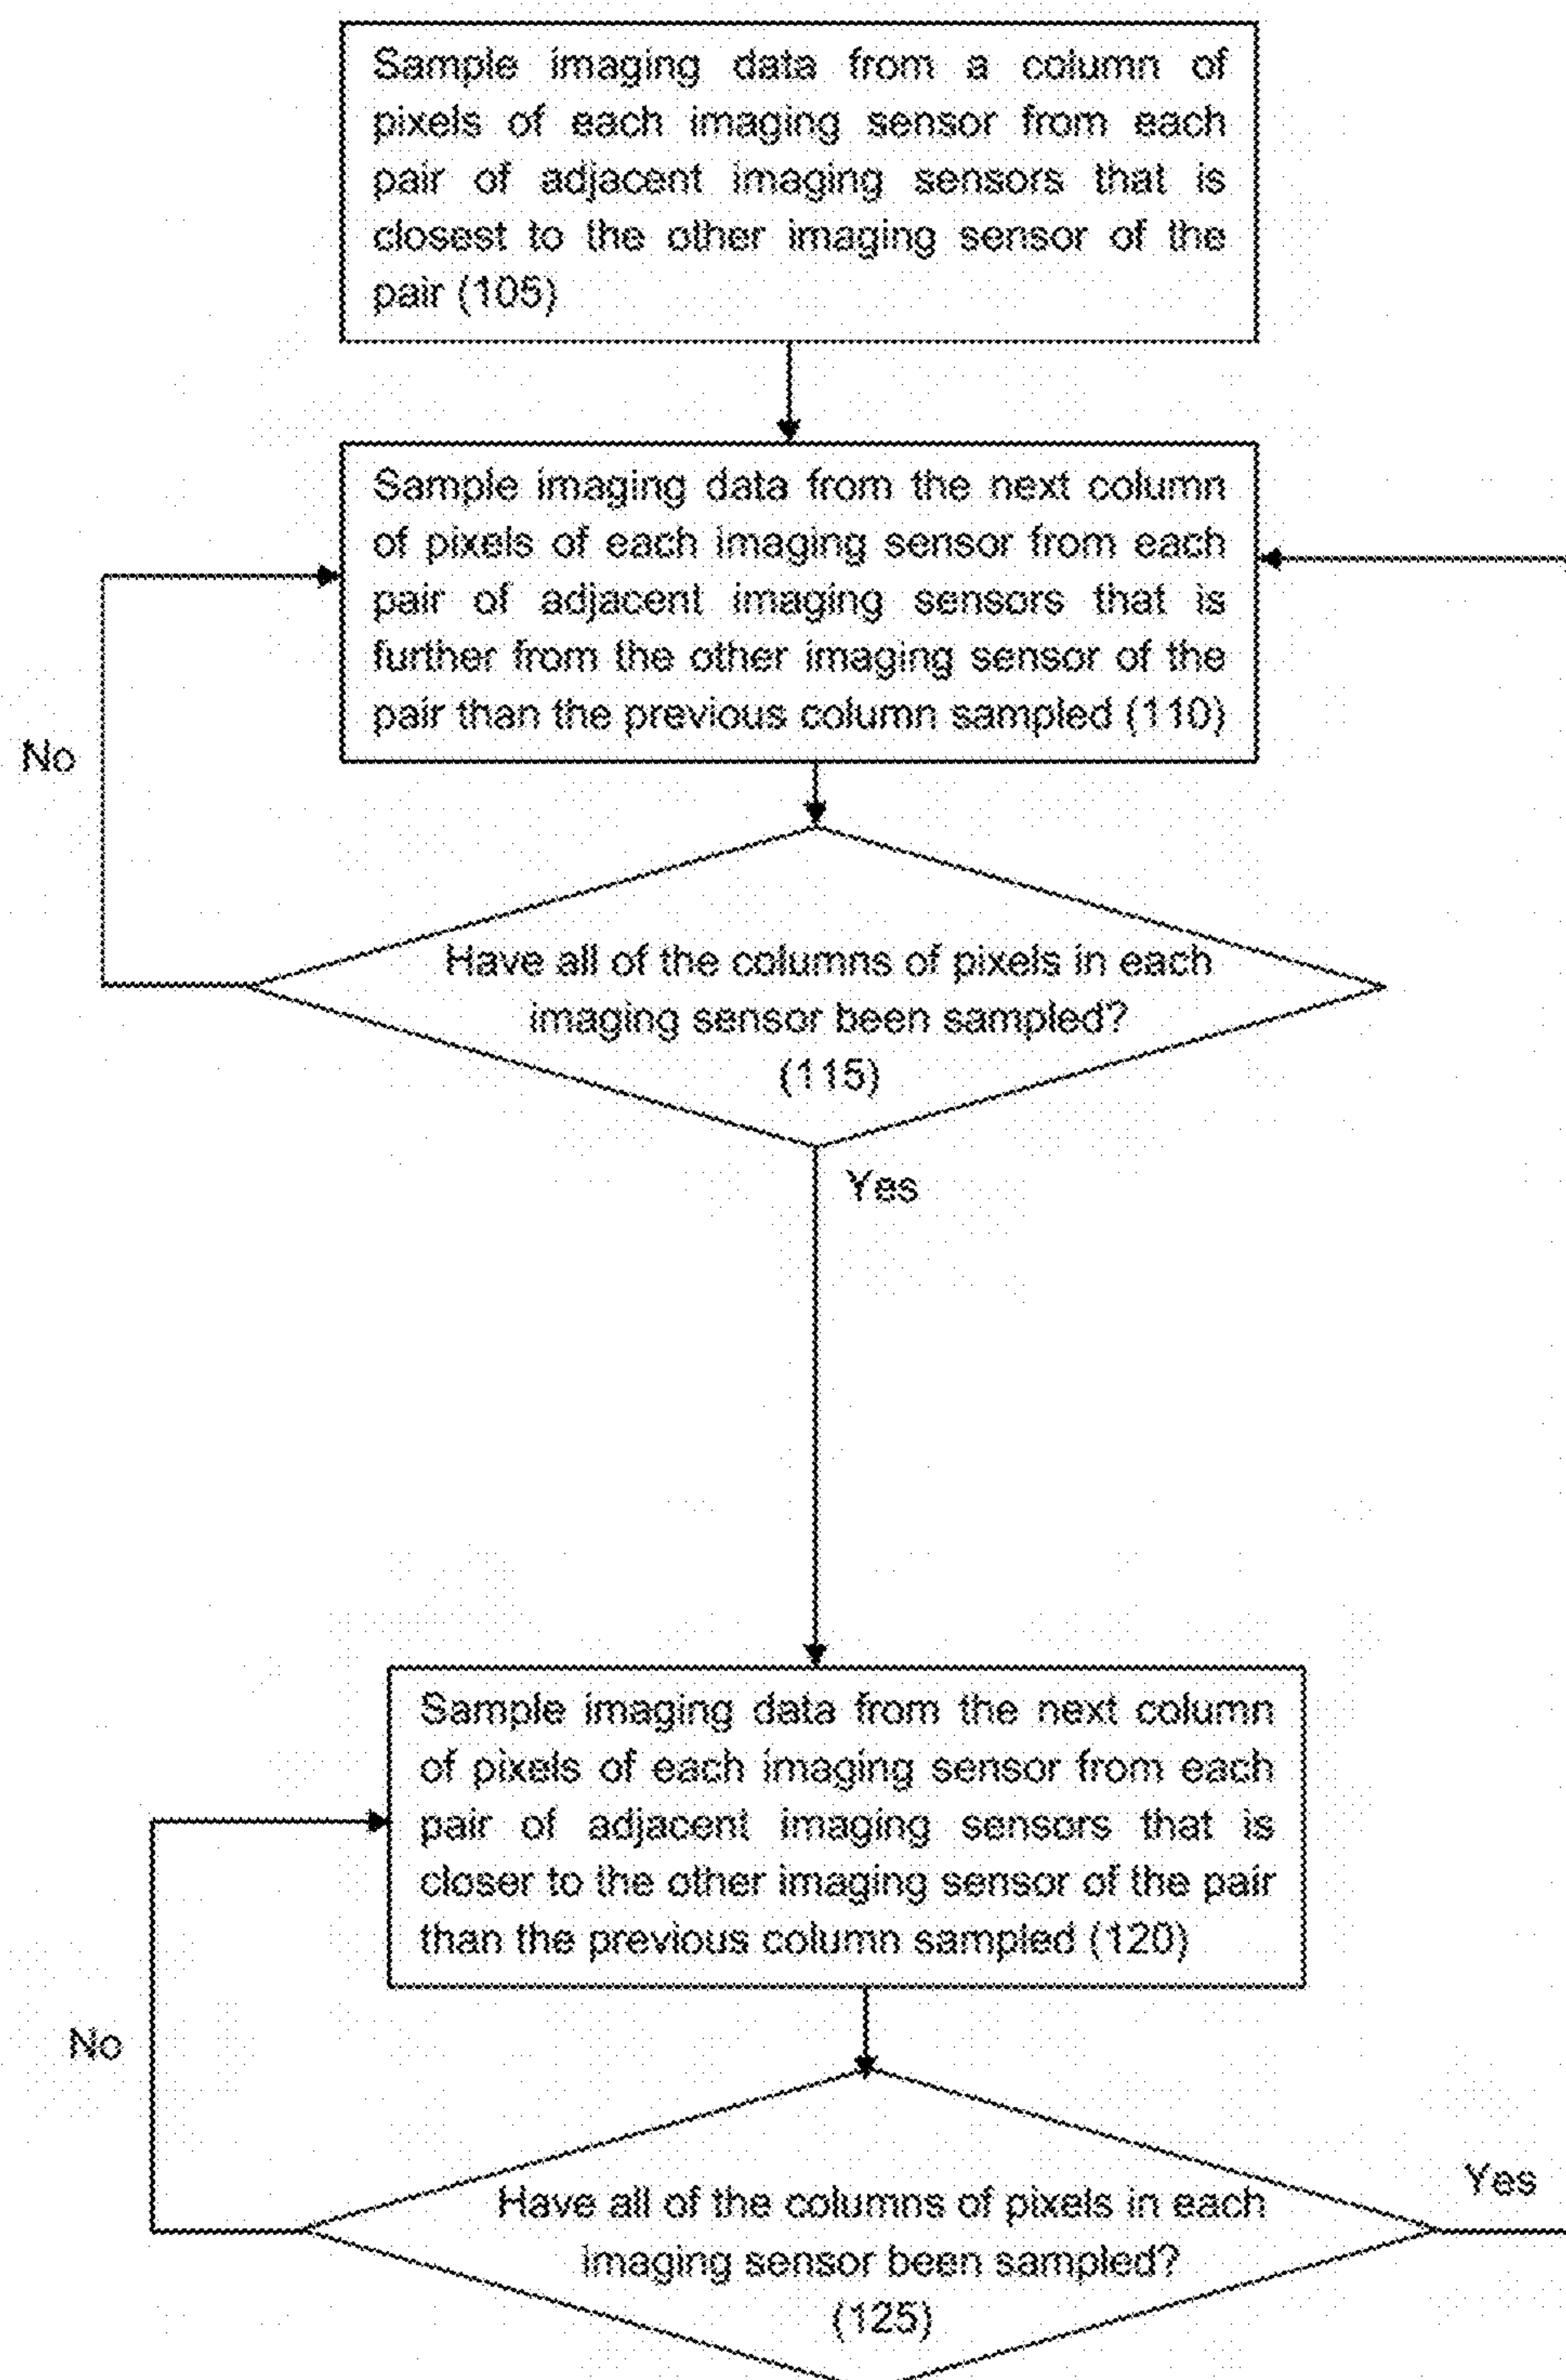 Sample imaging data from a column of
pixels of each imaging sensor from each
pair of adjacent imaging sensors that is
closest to the other imaging sensor of the
pair (105)
Sample imaging data from the next column
of pixels of each imaging sensor from each
pair of adjacent imaging sensors that is
further from the other imaging sensor of the
pair than the previous column sampled (110)
No
Have all of the columns of pixels in each
imaging sensor been sampled?
(115)
Yes
Sample imaging data from the next column
of pixels of each imaging sensor from each
pair of adjacent imaging sensors that is
closer to the other imaging sensor of the pair
than the previous column sampled (120)
No
Yes
Have all of the columns of pixels in each
imaging sensor been sampled?
(125)